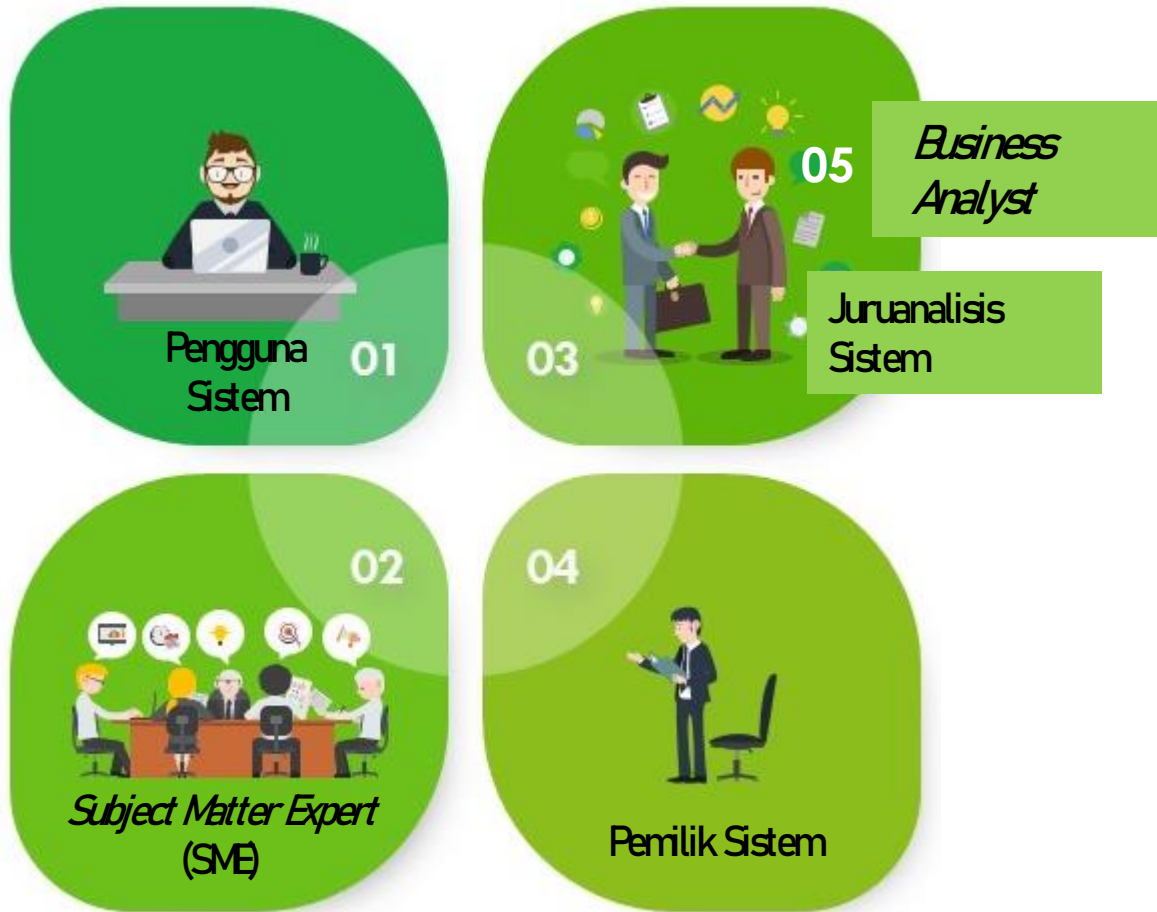 Pengguna
Sistem
01
03
05
Business
Analyst
Juruanalisis
Sistem
02
Subject Matter Expert
(SME)
04
Pemilik Sistem